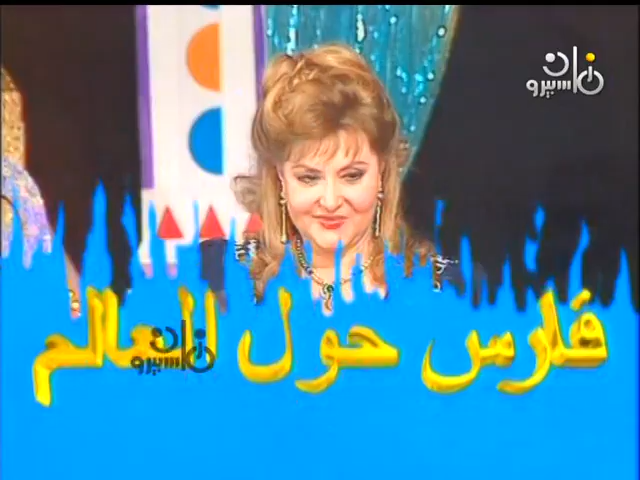 ماسبيرو
زمان
فارس حول العالم
ماسبيرو
زمان